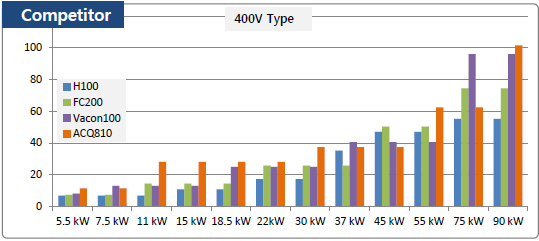 Competitor
400V Type
100
80
60
40
20
0
H100
FC200
Vacon100
ACQ810
5.5 kW 7.5 kW 11 kW 15 kW 18.5 kW 22kW 30 kW 37 kW 45 kW 55 kW 75 kW 90 kW